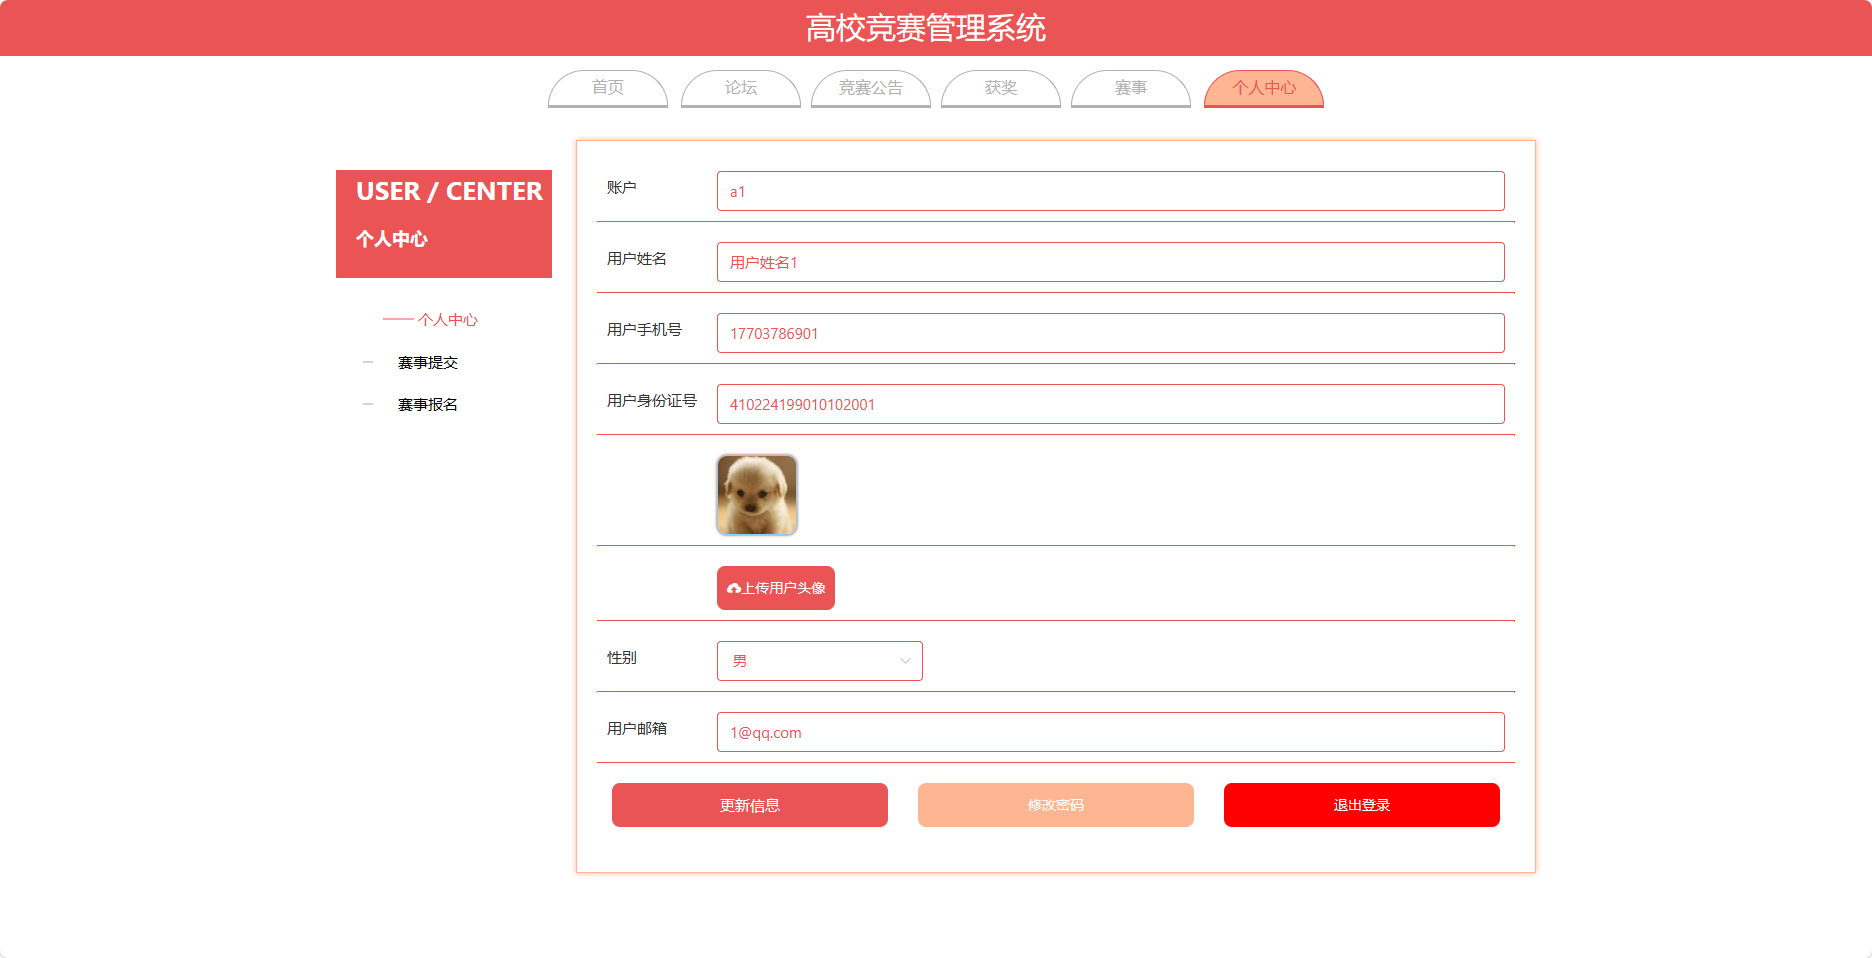 高校竞赛管理系统
首页
论坛
竞赛公告
获奖
赛事
个人中心
USER / CENTER
个人中心
个人中心
赛事提交
赛事报名
账户
a1
用户姓名
用户姓名1
用户手机号
17703786901
用户身份证号
410224199010102001
上传用户头像
性别
男
用户邮箱
1@qq.com
更新信息
修改密码
退出登录